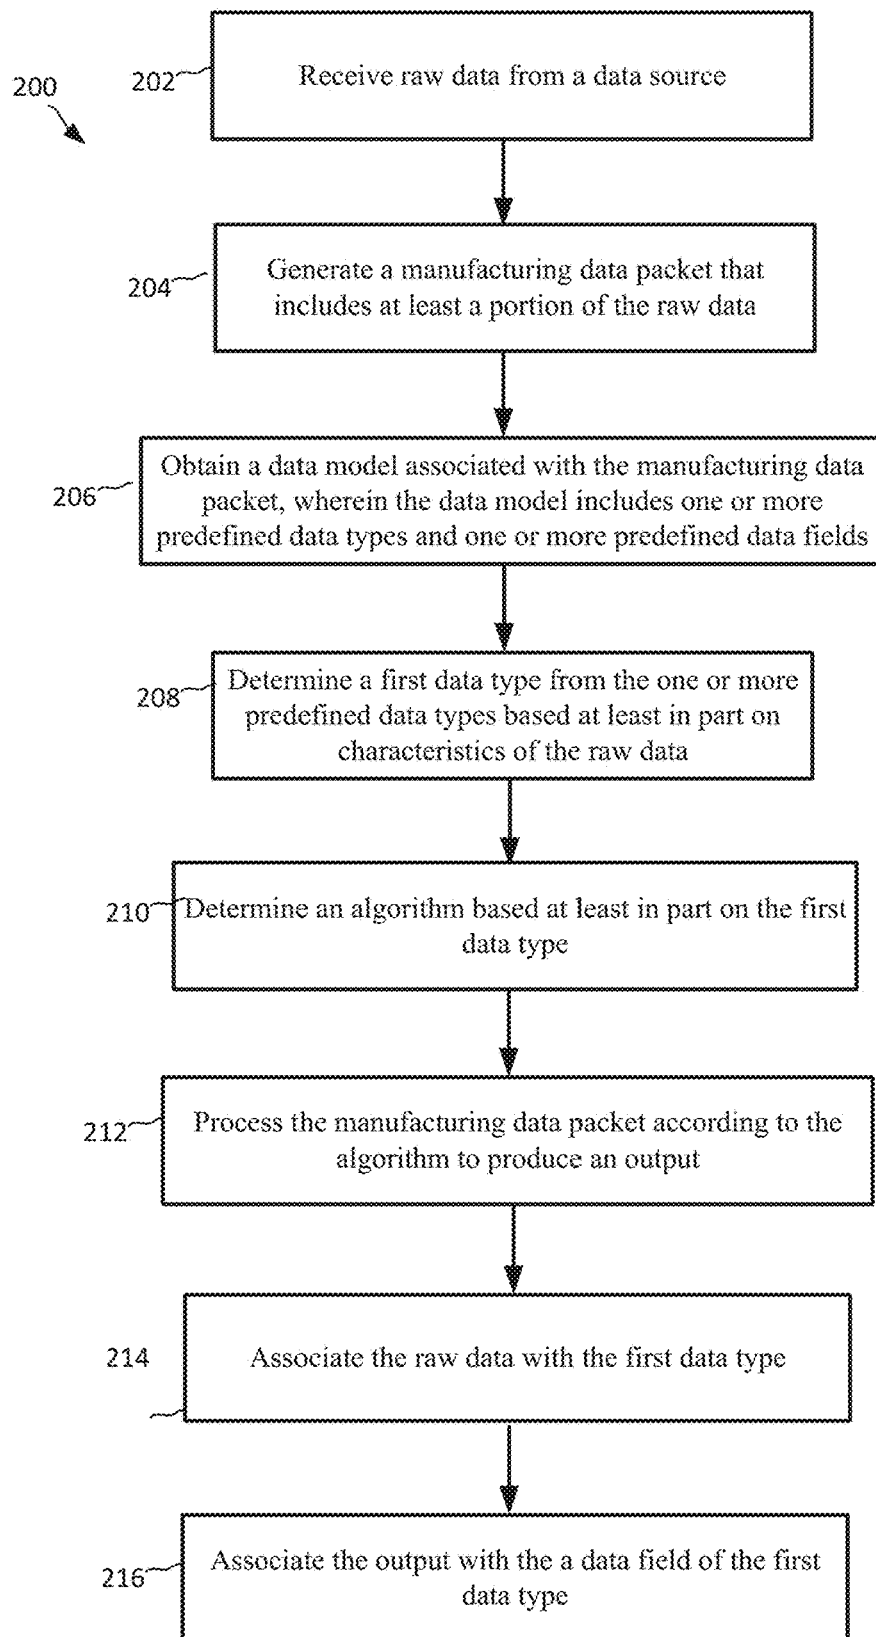 200
202
Receive raw data from a data source
204
Generate a manufacturing data packet that
includes at least a portion of the raw data
206
Obtain a data model associated with the manufacturing data
packet, wherein the data model includes one or more
predefined data types and one or more predefined data fields
208
Determine a first data type from the one or more
predefined data types based at least in part on
characteristics of the raw data
210
Determine an algorithm based at least in part on the first
data type
212
Process the manufacturing data packet according to the
algorithm to produce an output
214
Associate the raw data with the first data type
216
Associate the output with the a data field of the first
data type